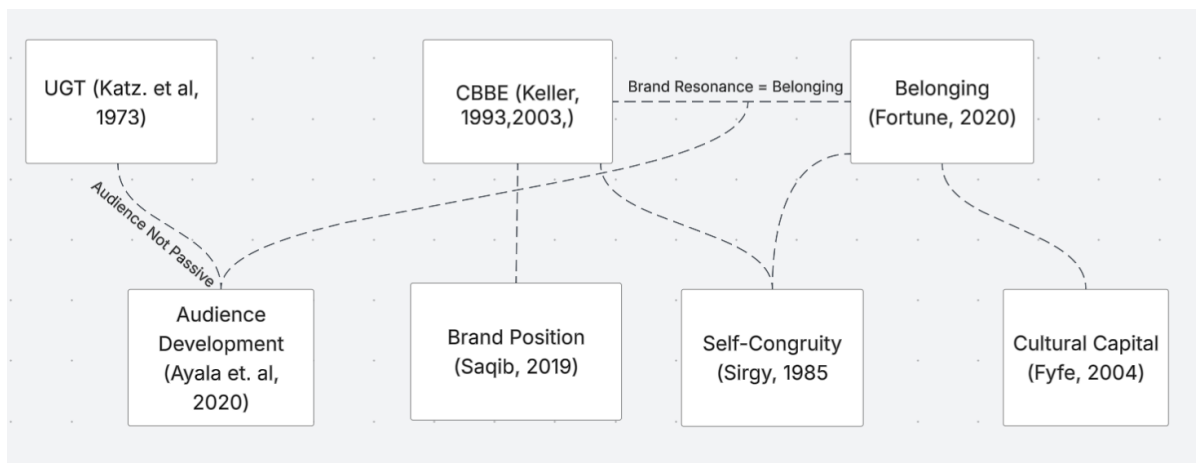 UGT (Katz. et al,
1973)
CBBE (Keller,
1993,2003,)
Brand Resonance = Belonging
Belonging
(Fortune, 2020)
Audience Not Passive
Audience
Development
(Ayala et. al,
2020)
Brand Position
(Saqib, 2019)
Self-Congruity
(Sirgy, 1985
Cultural Capital
(Fyfe, 2004)